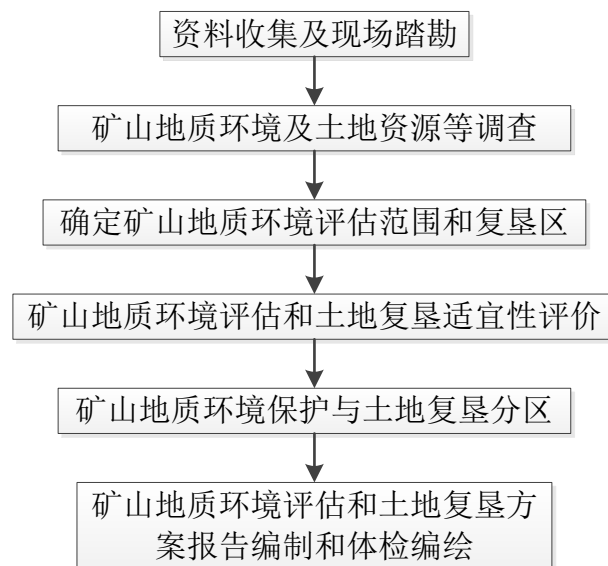 资料收集及现场踏勘
矿山地质环境及土地资源等调查
确定矿山地质环境评估范围和复垦区
矿山地质环境评估和土地复垦适宜性评价
矿山地质环境保护与土地复垦分区
矿山地质环境评估和土地复垦方
案报告编制和体检编绘